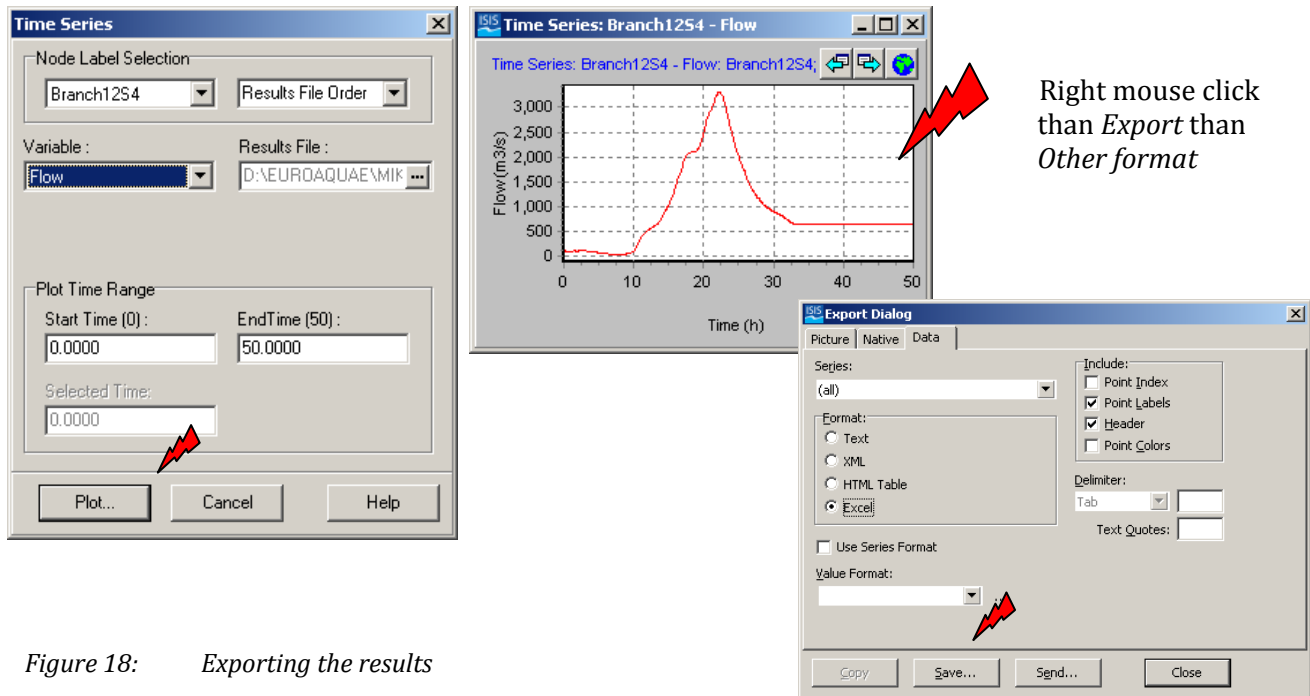 Time Series
Node Label Selection
Branch12S4
Results File Order
Variable :
Results File :
Flow
D:\EUROAQUAE\MIK
...
Plot Time Range
Start Time (0) :
EndTime (50) :
0.0000
50.0000
Selected Time:
0.0000
Plot...
Cancel
Help
ISIS Time Series: Branch12S4 - Flow
Time Series: Branch12S4 - Flow: Branch12S4;
Flow(m3/s)
3,000
2,500
2,000
1,500
1,000
500
0
0 10 20 30 40 50
Time (h)
Right mouse click
than Export than
Other format
ISIS Export Dialog
Picture Native Data
Series:
(all)
Format:
Text
XML
HTML Table
Excel
Use Series Format
Value Format:
Include:
Point Index
Point Labels
Header
Point Colors
Delimiter:
Tab
Text Quotes:
Copy
Save...
Send...
Close
Figure 18: Exporting the results